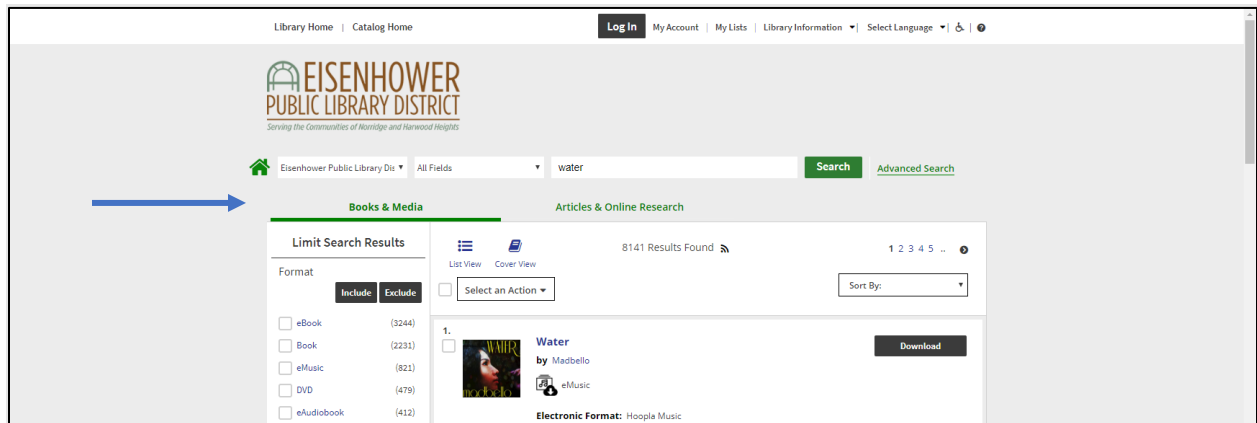 Library Home | Catalog Home
Log In My Account | My Lists | Library Information ▾| Select Language ▾| |
EISENHOWER
PUBLIC LIBRARY DISTRICT
Serving the Communities of Norridge and Harwood Heights
Eisenhower Public Library Dis ▾ All Fields ▾ water Search Advanced Search
Books & Media Articles & Online Research
Limit Search Results
8141 Results Found
1 2 3 4 5 ..
List View Cover View
Format
Include Exclude
Select an Action ▾
Sort By: ▾
eBook (3244)
Book (2231)
eMusic (821)
DVD (479)
eAudiobook (412)
1.
WATER
madbello
Water
by Madbello
eMusic
Electronic Format: Hoopla Music
Download